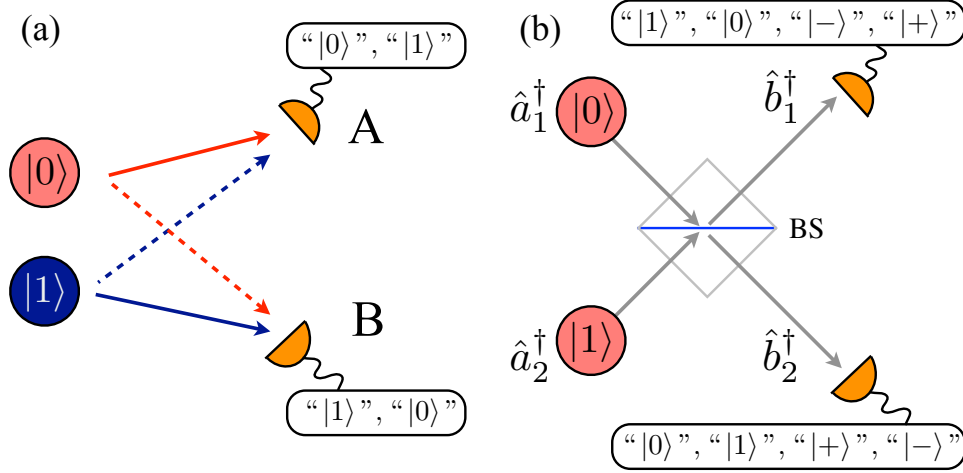 (a)
“|0⟩”, “|1⟩”
A
|0⟩
|1⟩
B
“|1⟩”, “|0⟩”
(b)
“|1⟩”, “|0⟩”, “|−⟩”, “|+⟩”
â₁† |0⟩ b̂₁†
BS
â₂† |1⟩ b̂₂†
“|0⟩”, “|1⟩”, “|+⟩”, “|−⟩”